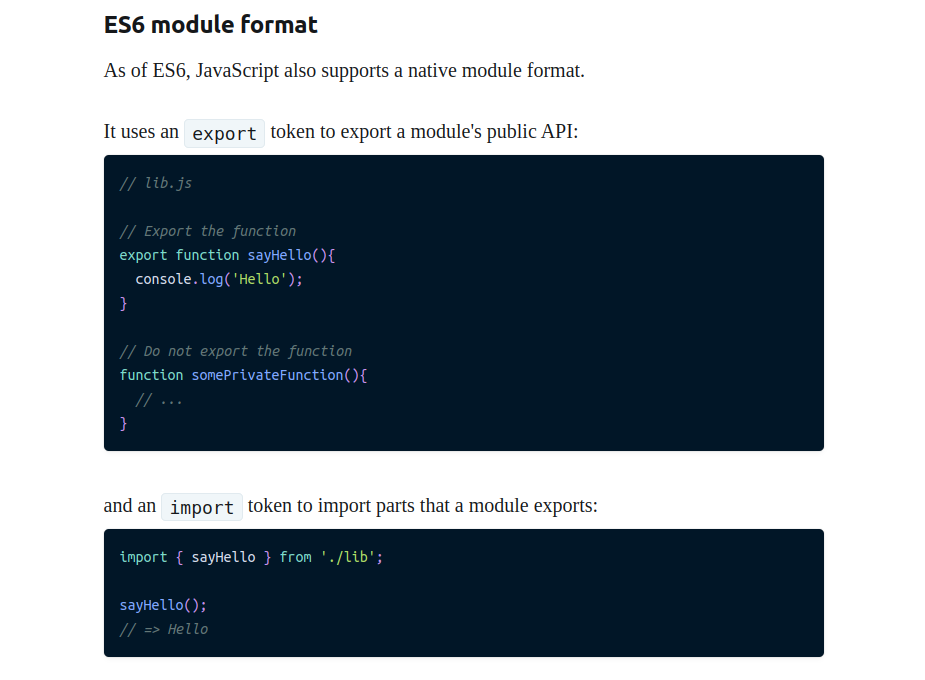 ES6 module format
As of ES6, JavaScript also supports a native module format.
It uses an export token to export a module's public API:
// lib.js
// Export the function
export function sayHello(){
  console.log('Hello');
}
// Do not export the function
function somePrivateFunction(){
  // ...
}
and an import token to import parts that a module exports:
import { sayHello } from './lib';
sayHello();
// => Hello